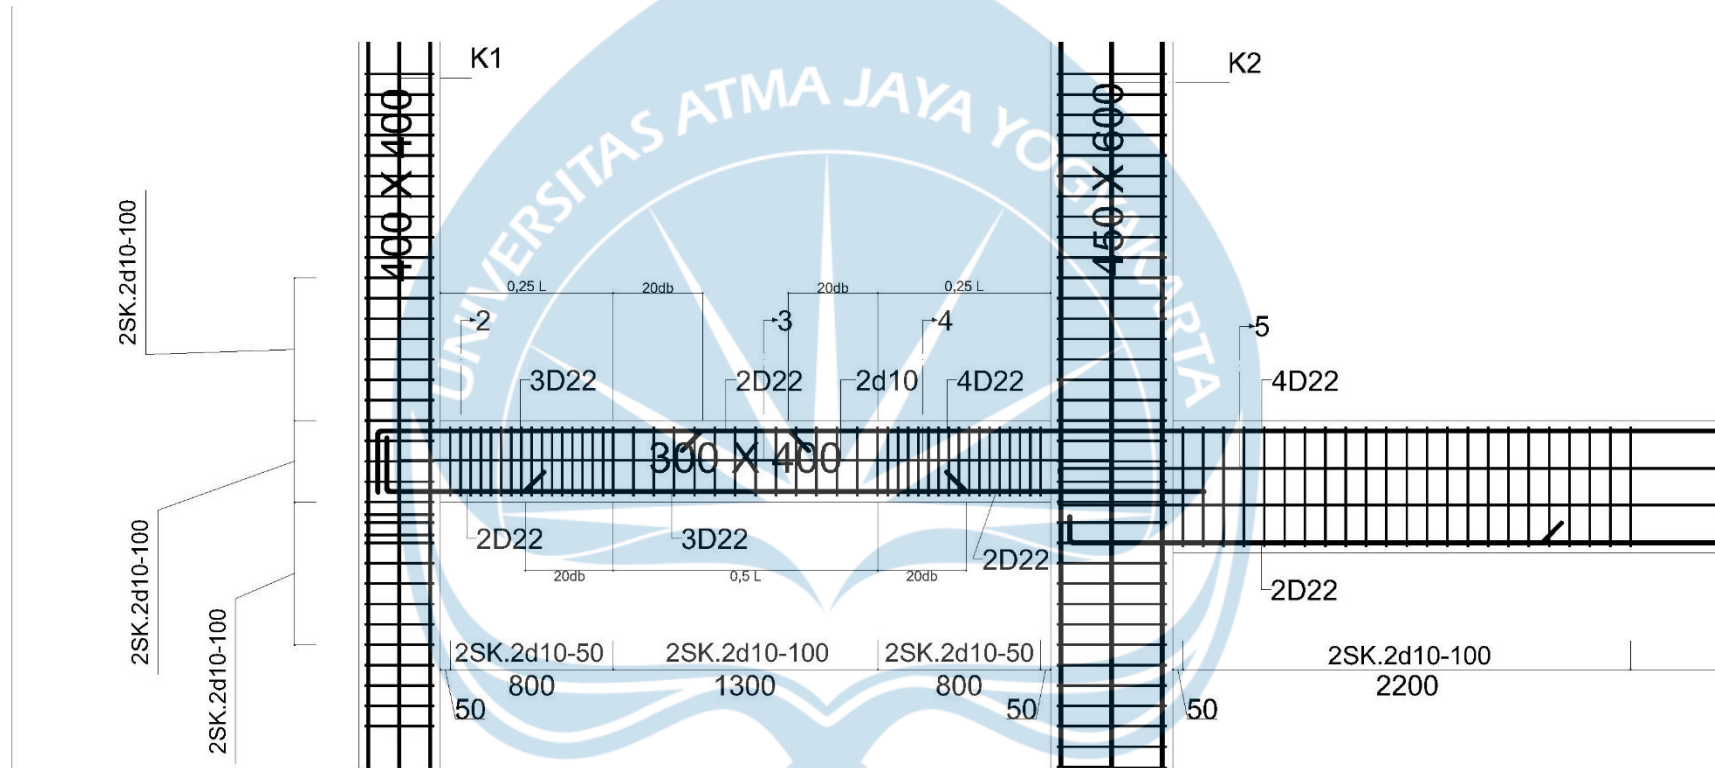 K1
K2
UNIVERSITAS ATMA JAYA YOGYAKARTA
400 X 400
450 X 600
2SK.2d10-100
0,25 L
20db
20db
0,25 L
2
3
4
5
3D22
2D22
2d10
4D22
4D22
300 X 400
2D22
3D22
2D22
2D22
20db
0,5 L
20db
2SK.2d10-100
2SK.2d10-100
2SK.2d10-50
2SK.2d10-100
2SK.2d10-50
2SK.2d10-100
800
1300
800
2200
50
50
50